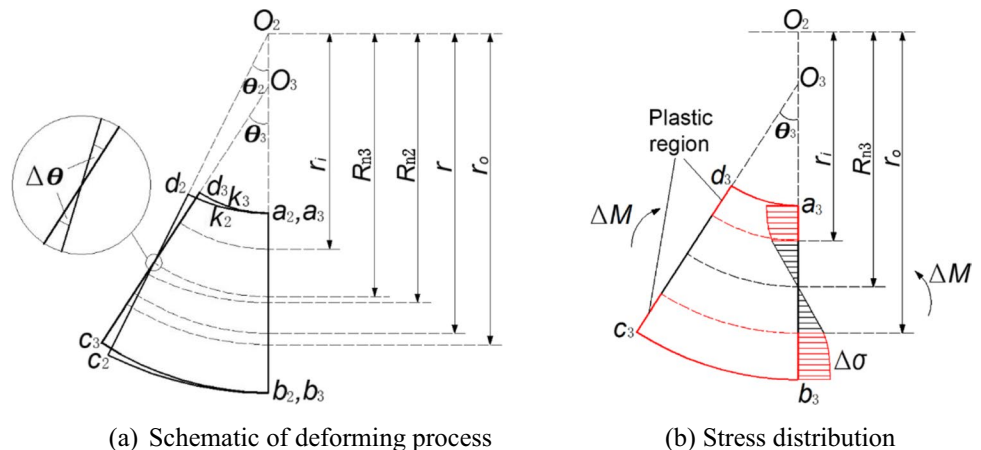 O₂
θ₂
O₃
θ₃
Δθ
d₂
d₃
k₃
k₂
a₂,a₃
c₃
c₂
b₂,b₃
rᵢ
Rₙ₃
Rₙ₂
r
rₒ
(a) Schematic of deforming process
O₂
O₃
Plastic
region
θ₃
d₃
a₃
ΔM
rᵢ
Rₙ₃
rₒ
ΔM
c₃
Δσ
b₃
(b) Stress distribution